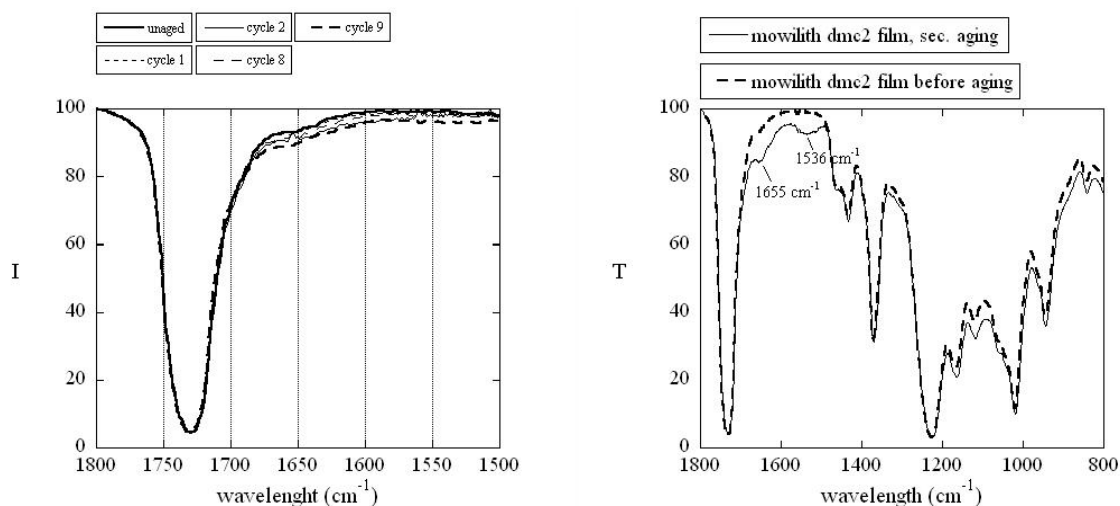 unaged
cycle 2
cycle 9
cycle 1
cycle 8
100
80
60
40
20
0
I
1800
1750
1700
1650
1600
1550
1500
wavelenght (cm-1)
mowilith dmc2 film, sec. aging
mowilith dmc2 film before aging
100
80
60
40
20
0
T
1536 cm-1
1655 cm-1
1800
1600
1400
1200
1000
800
wavelength (cm-1)